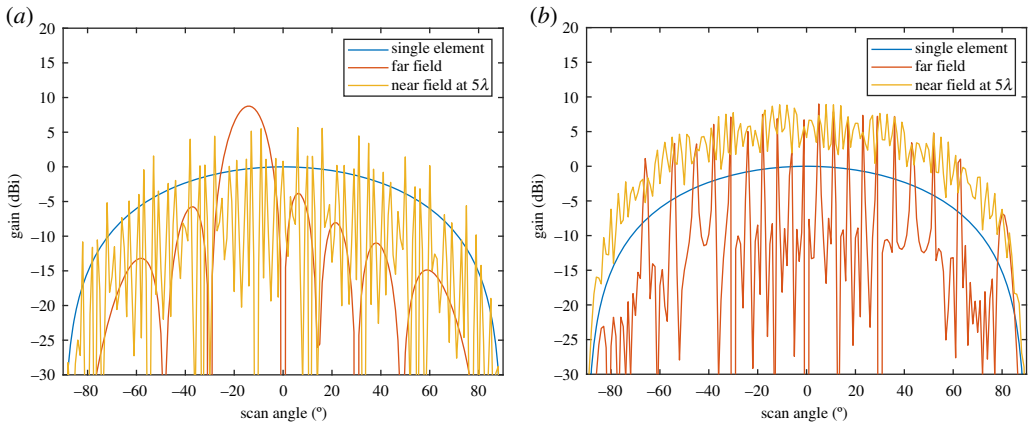 (a)
20
15
10
5
0
−5
−10
−15
−20
−25
−30
gain (dBi)
−80 −60 −40 −20 0 20 40 60 80
scan angle (º)
single element
far field
near field at 5λ
(b)
20
15
10
5
0
−5
−10
−15
−20
−25
−30
gain (dBi)
−80 −60 −40 −20 0 20 40 60 80
scan angle (º)
single element
far field
near field at 5λ